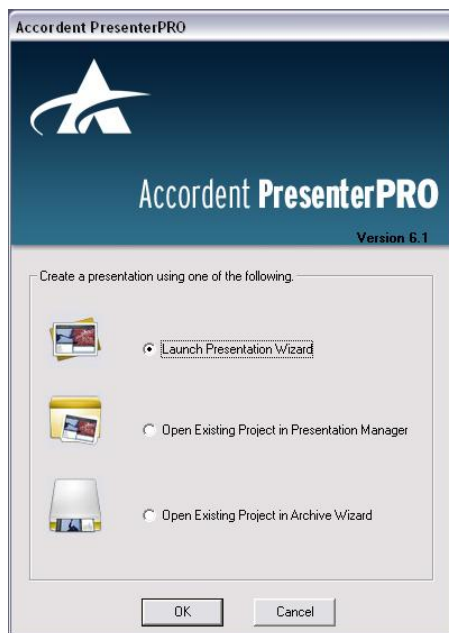 Accordent PresenterPRO
Accordent PresenterPRO
Version 6.1
Create a presentation using one of the following.
Launch Presentation Wizard
Open Existing Project in Presentation Manager
Open Existing Project in Archive Wizard
OK
Cancel